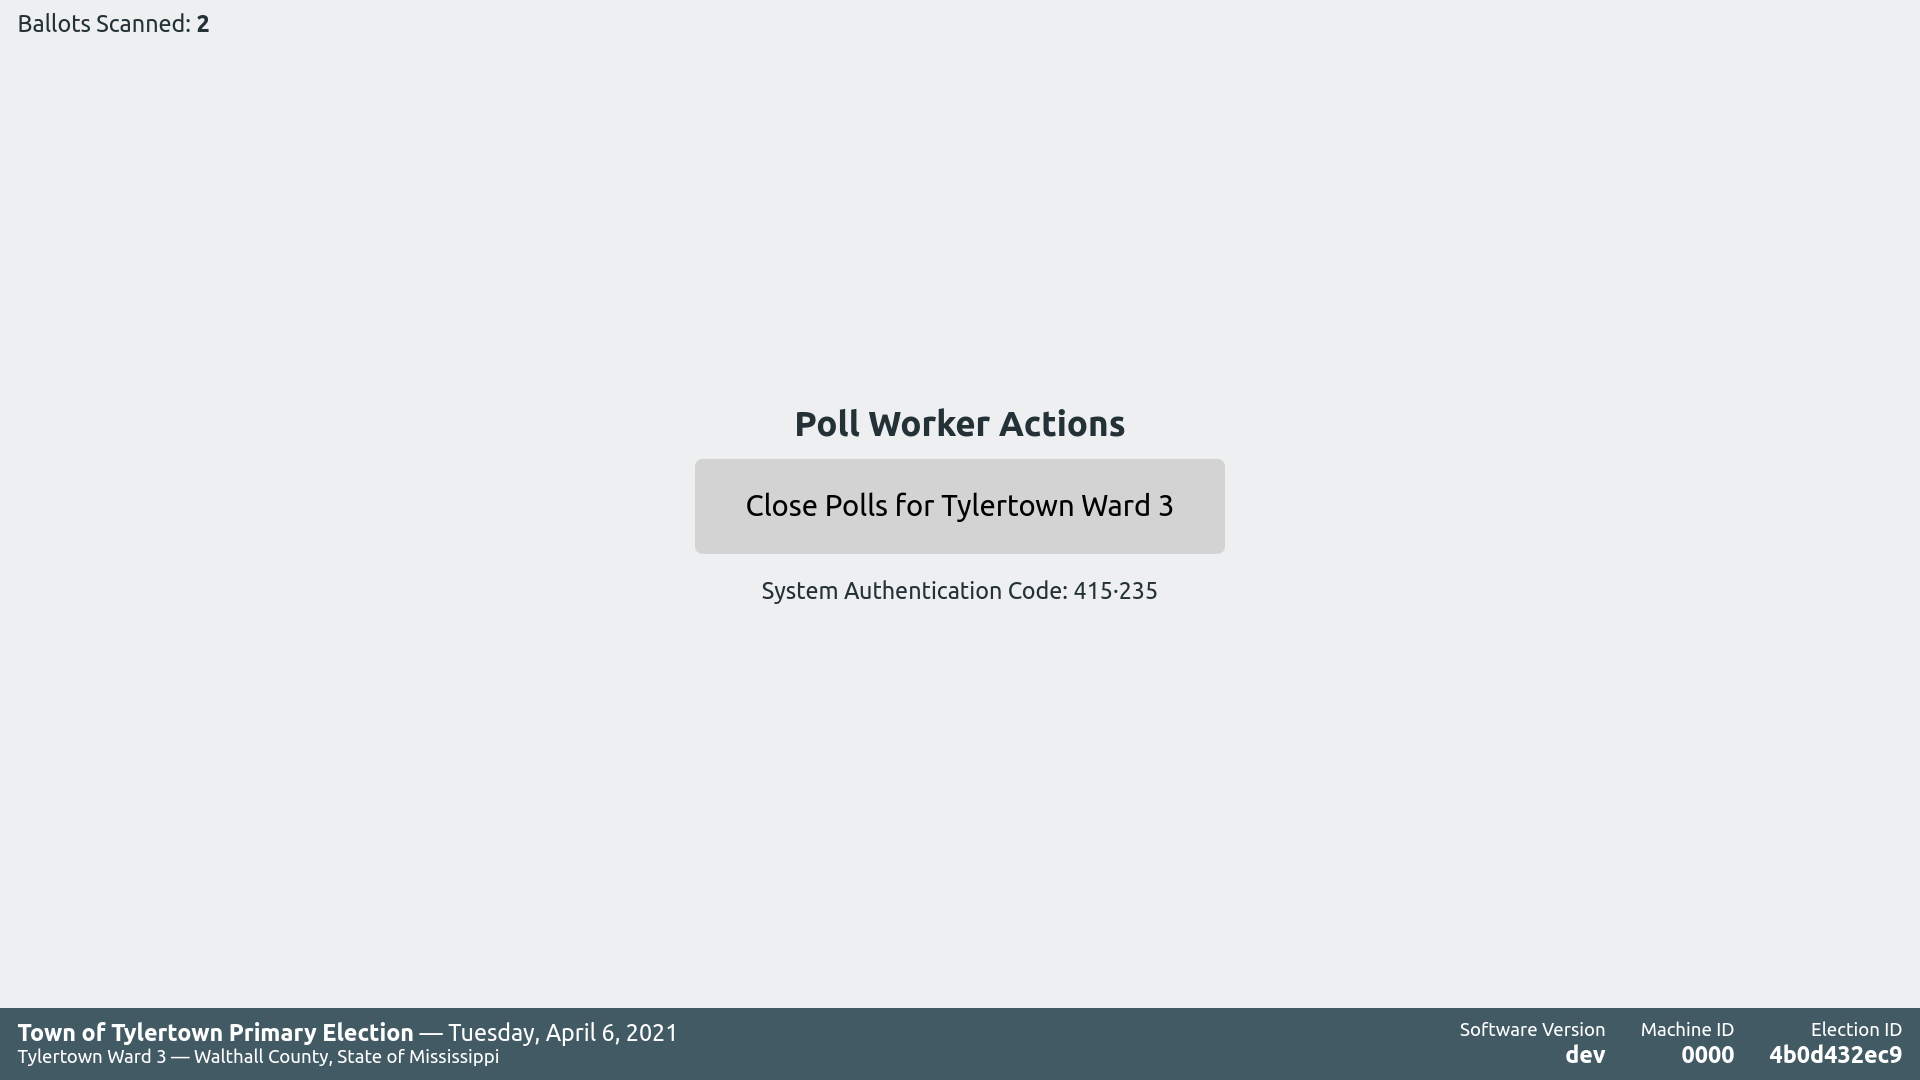 Ballots Scanned: 2
Poll Worker Actions
Close Polls for Tylertown Ward 3
System Authentication Code: 415·235
Town of Tylertown Primary Election — Tuesday, April 6, 2021
Tylertown Ward 3 — Walthall County, State of Mississippi
Software Version
dev
Machine ID
0000
Election ID
4b0d432ec9